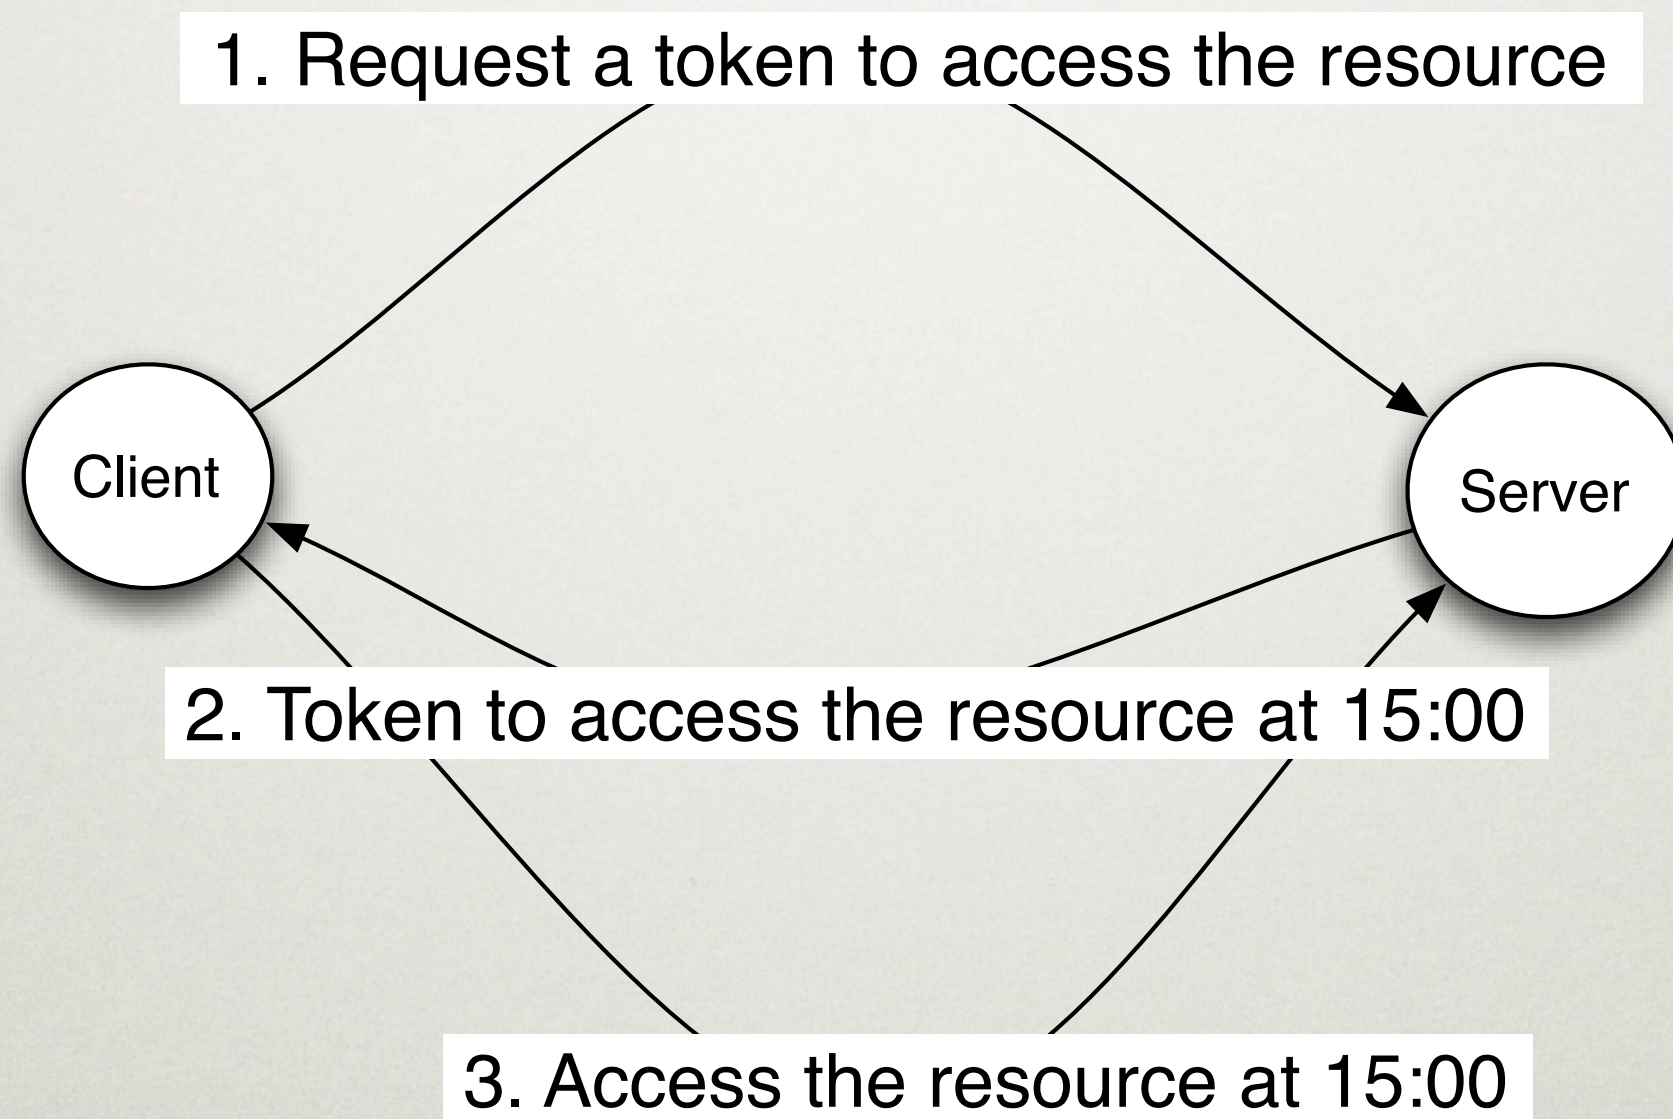 1. Request a token to access the resource
Client
Server
2. Token to access the resource at 15:00
3. Access the resource at 15:00